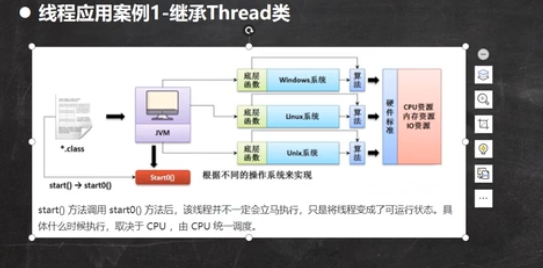 线程应用案例1-继承Thread类
底层函数
Windows系统
算法
底层函数
Linux系统
算法
底层函数
Unix系统
算法
硬件标准
CPU资源
内存资源
IO资源
*.class
JVM
start() → start0()
Start0()
根据不同的操作系统来实现
start() 方法调用 start0() 方法后，该线程并不一定会立马执行，只是将线程变成了可运行状态。具
体什么时候执行，取决于 CPU ，由 CPU 统一调度。